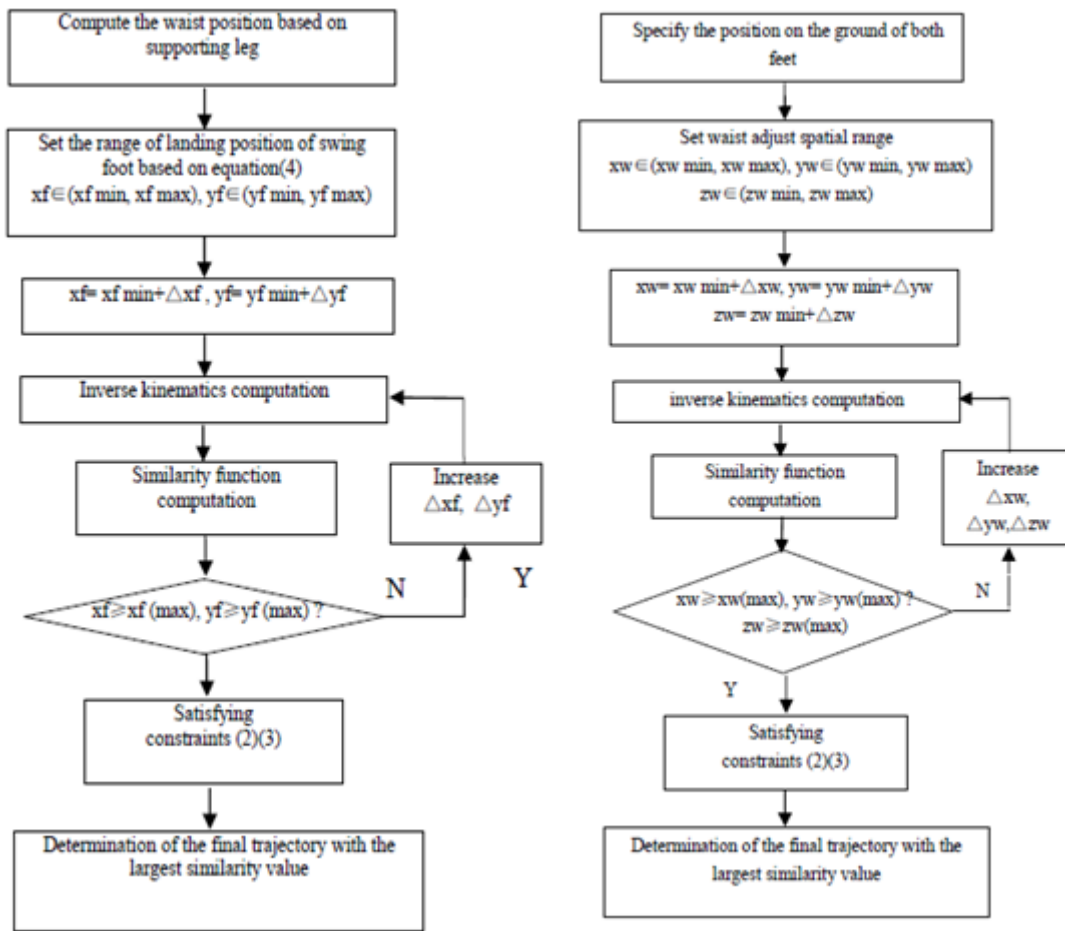 Compute the waist position based on
supporting leg
Set the range of landing position of swing
foot based on equation(4)
xf∈(xf min, xf max), yf∈(yf min, yf max)
xf= xf min+△xf , yf= yf min+△yf
Inverse kinematics computation
Similarity function
computation
Increase
△xf, △yf
N
Y
xf≥xf (max), yf≥yf (max) ?
Satisfying
constraints (2)(3)
Determination of the final trajectory with the
largest similarity value
Specify the position on the ground of both
feet
Set waist adjust spatial range
xw∈(xw min, xw max), yw∈(yw min, yw max)
zw∈(zw min, zw max)
xw= xw min+△xw, yw= yw min+△yw
zw= zw min+△zw
inverse kinematics computation
Similarity function
computation
Increase
△xw,
△yw,△zw
xw≥xw(max), yw≥yw(max) ?
zw≥zw(max)
N
Y
Satisfying
constraints (2)(3)
Determination of the final trajectory with the
largest similarity value